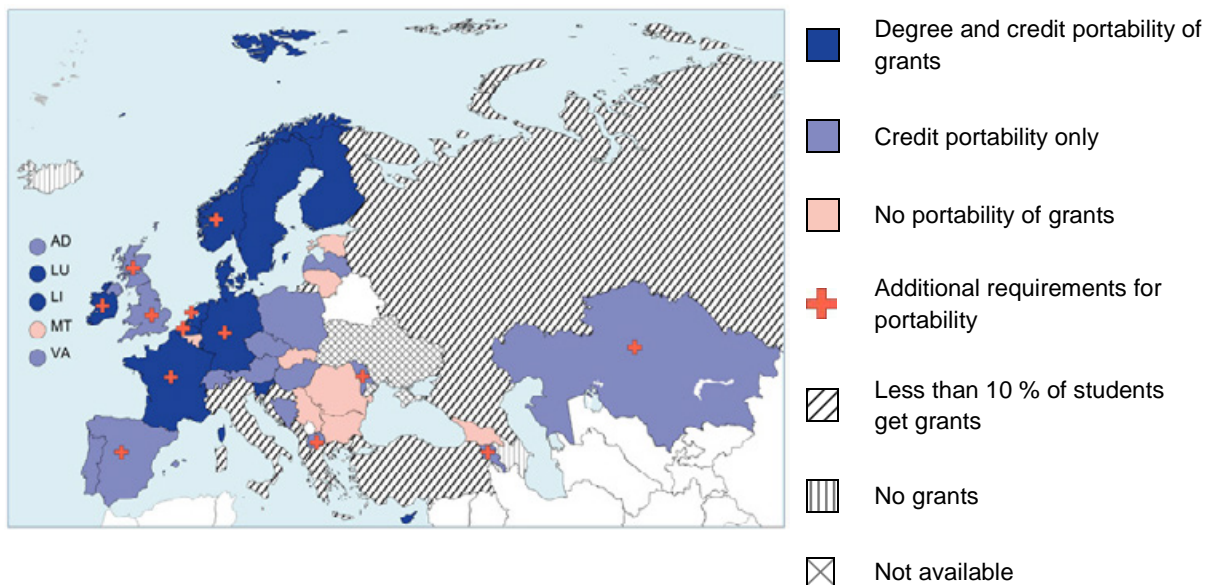 AD
LU
LI
MT
VA
Degree and credit portability of
grants
Credit portability only
No portability of grants
Additional requirements for
portability
Less than 10 % of students
get grants
No grants
Not available